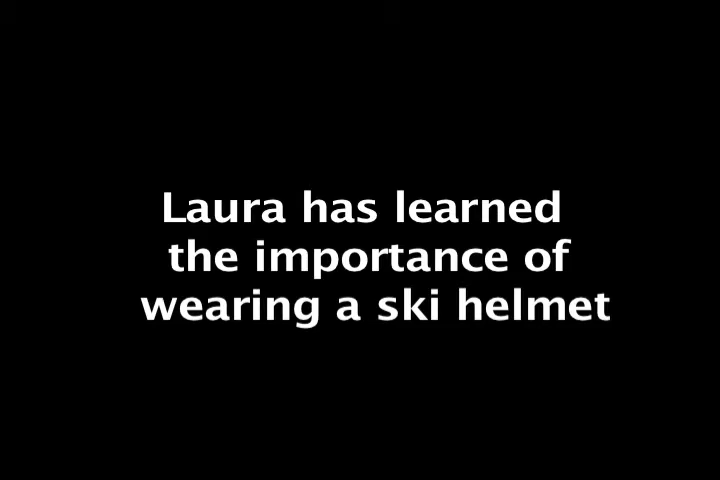 Laura has learned
the importance of
wearing a ski helmet